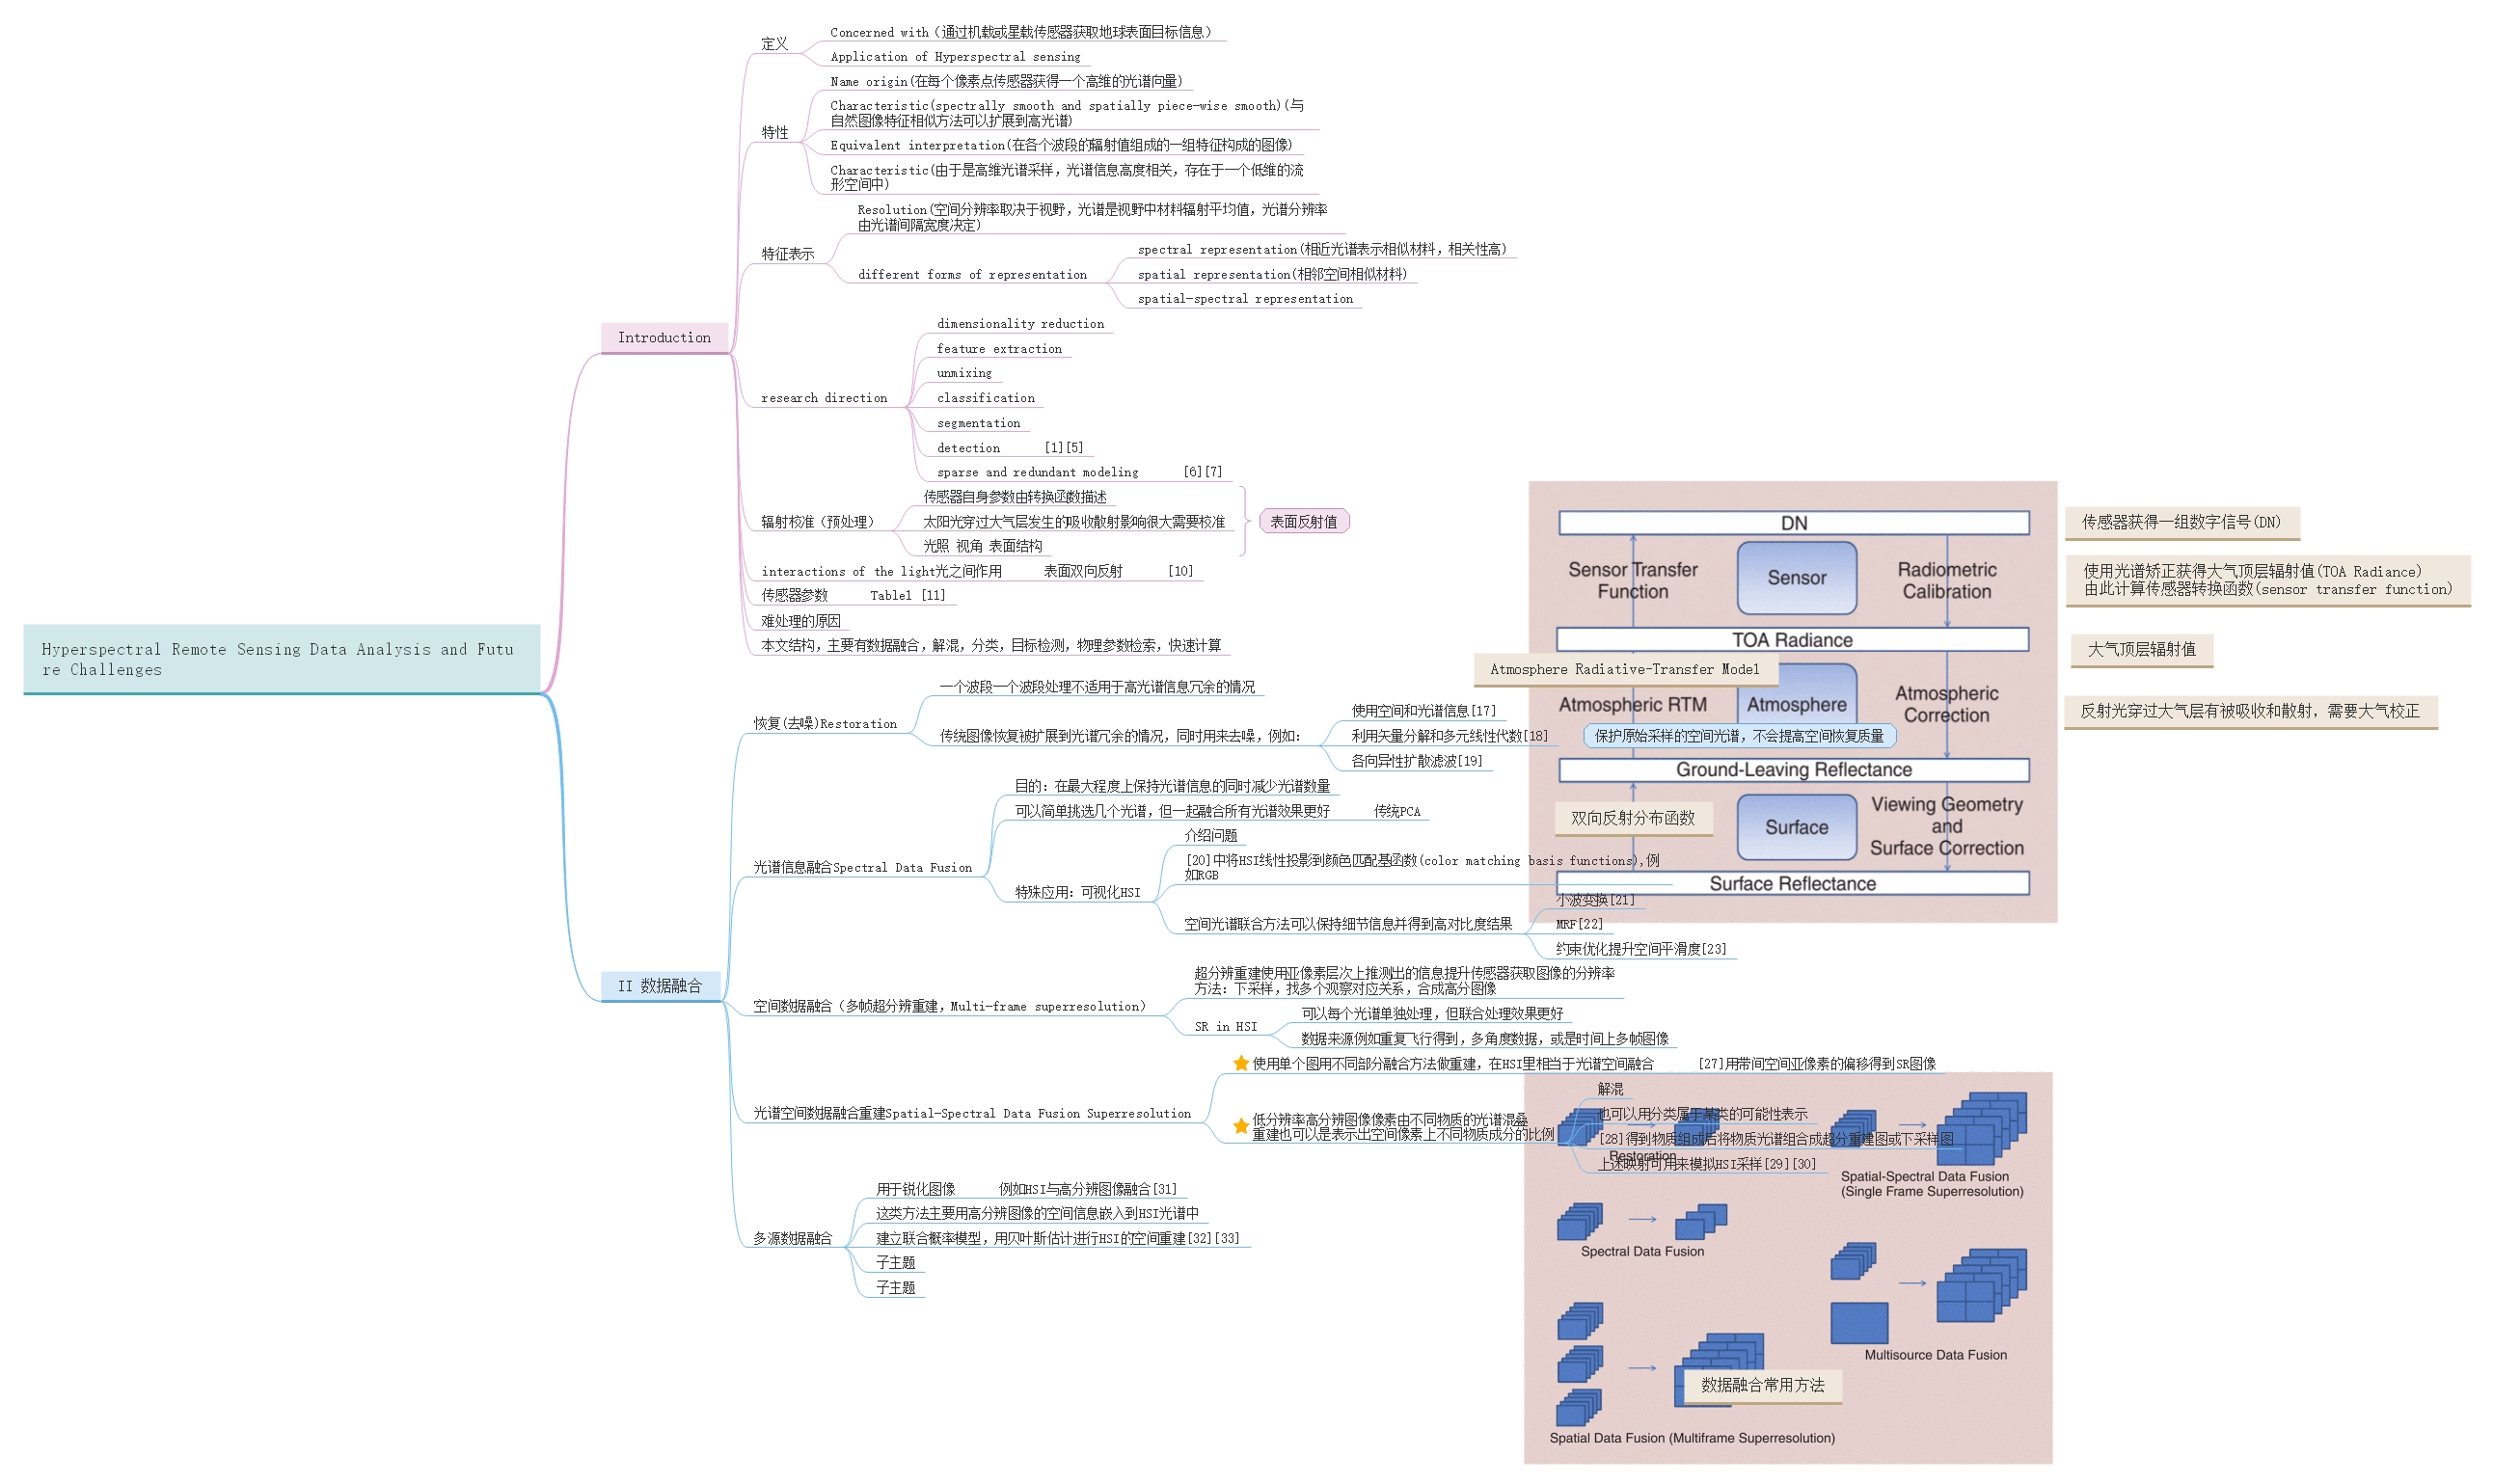 Hyperspectral Remote Sensing Data Analysis and Futu
re Challenges
Introduction
定义
Concerned with（通过机载或星载传感器获取地球表面目标信息）
Application of Hyperspectral sensing
特性
Name origin(在每个像素点传感器获得一个高维的光谱向量)
Characteristic(spectrally smooth and spatially piece-wise smooth)(与
自然图像特征相似方法可以扩展到高光谱)
Equivalent interpretation(在各个波段的辐射值组成的一组特征构成的图像)
Characteristic(由于是高维光谱采样，光谱信息高度相关，存在于一个低维的流
形空间中)
特征表示
Resolution(空间分辨率取决于视野，光谱是视野中材料辐射平均值，光谱分辨率
由光谱间隔宽度决定)
different forms of representation
spectral representation(相近光谱表示相似材料，相关性高)
spatial representation(相邻空间相似材料)
spatial-spectral representation
research direction
dimensionality reduction
feature extraction
unmixing
classification
segmentation
detection [1][5]
sparse and redundant modeling [6][7]
辐射校准（预处理）
传感器自身参数由转换函数描述
太阳光穿过大气层发生的吸收散射影响很大需要校准
光照 视角 表面结构
表面反射值
interactions of the light光之间作用 表面双向反射 [10]
传感器参数 Table1 [11]
难处理的原因
本文结构，主要有数据融合，解混，分类，目标检测，物理参数检索，快速计算
II 数据融合
恢复(去噪)Restoration
一个波段一个波段处理不适用于高光谱信息冗余的情况
传统图像恢复被扩展到光谱冗余的情况，同时用来去噪，例如：
使用空间和光谱信息[17]
利用矢量分解和多元线性代数[18]
保护原始采样的空间光谱，不会提高空间恢复质量
各向异性扩散滤波[19]
光谱信息融合Spectral Data Fusion
目的：在最大程度上保持光谱信息的同时减少光谱数量
可以简单挑选几个光谱，但一起融合所有光谱效果更好 传统PCA
特殊应用：可视化HSI
介绍问题
[20]中将HSI线性投影到颜色匹配基函数(color matching basis functions),例
如RGB
空间光谱联合方法可以保持细节信息并得到高对比度结果
小波变换[21]
MRF[22]
约束优化提升空间平滑度[23]
空间数据融合（多帧超分辨重建，Multi-frame superresolution）
超分辨重建使用亚像素层次上推测出的信息提升传感器获取图像的分辨率
方法：下采样，找多个观察对应关系，合成高分图像
SR in HSI
可以每个光谱单独处理，但联合处理效果更好
数据来源例如重复飞行得到，多角度数据，或是时间上多帧图像
光谱空间数据融合重建Spatial-Spectral Data Fusion Superresolution
使用单个图用不同部分融合方法做重建，在HSI里相当于光谱空间融合 [27]用带间空间亚像素的偏移得到SR图像
低分辨率高分辨图像像素由不同物质的光谱混叠
重建也可以是表示出空间像素上不同物质成分的比例
解混
也可以用分类属于某类的可能性表示
[28]得到物质组成后将物质光谱组合成超分重建图或下采样图
上述映射可用来模拟HSI采样[29][30]
多源数据融合
用于锐化图像 例如HSI与高分辨图像融合[31]
这类方法主要用高分辨图像的空间信息嵌入到HSI光谱中
建立联合概率模型，用贝叶斯估计进行HSI的空间重建[32][33]
子主题
子主题
DN
Sensor Transfer
Function
Sensor
Radiometric
Calibration
TOA Radiance
Atmosphere Radiative-Transfer Model
Atmospheric RTM
Atmosphere
Atmospheric
Correction
Ground-Leaving Reflectance
双向反射分布函数
Surface
Viewing Geometry
and
Surface Correction
Surface Reflectance
传感器获得一组数字信号(DN)
使用光谱矫正获得大气顶层辐射值(TOA Radiance)
由此计算传感器转换函数(sensor transfer function)
大气顶层辐射值
反射光穿过大气层有被吸收和散射，需要大气校正
Restoration
Spatial-Spectral Data Fusion
(Single Frame Superresolution)
Spectral Data Fusion
Multisource Data Fusion
数据融合常用方法
Spatial Data Fusion (Multiframe Superresolution)